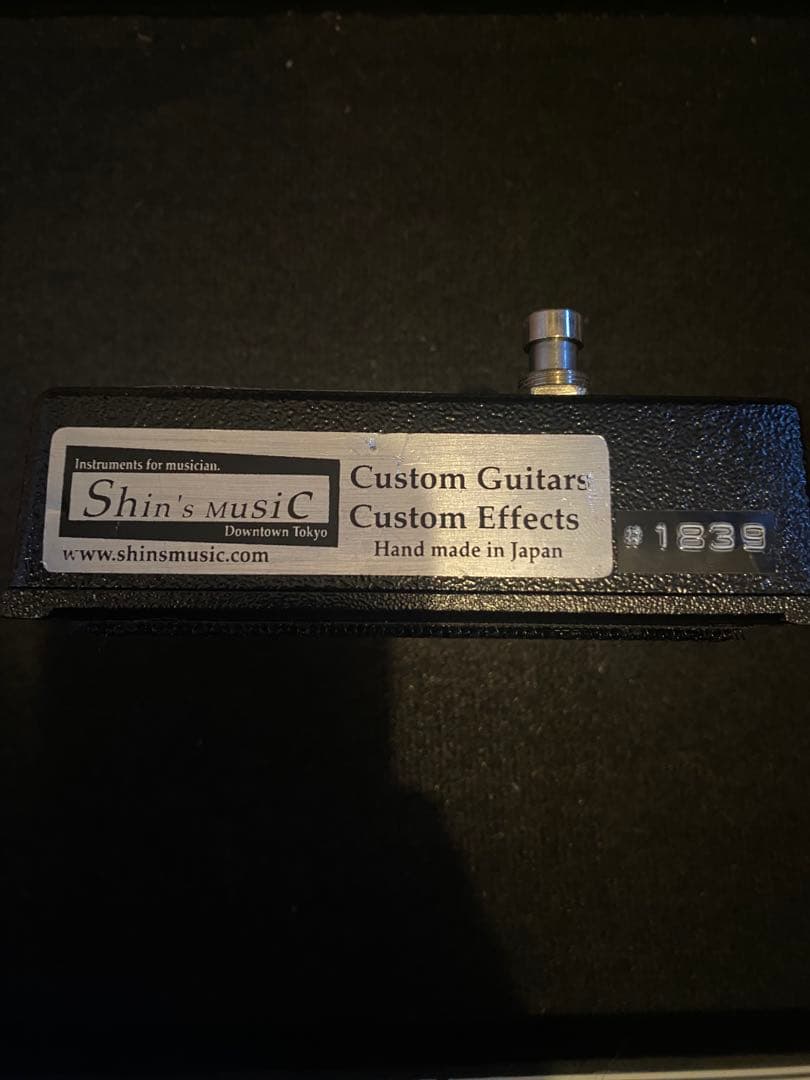 Instruments for musician.
Shin's MusiC
Downtown Tokyo
www.shinsmusic.com
Custom Guitars
Custom Effects
Hand made in Japan
# 1839